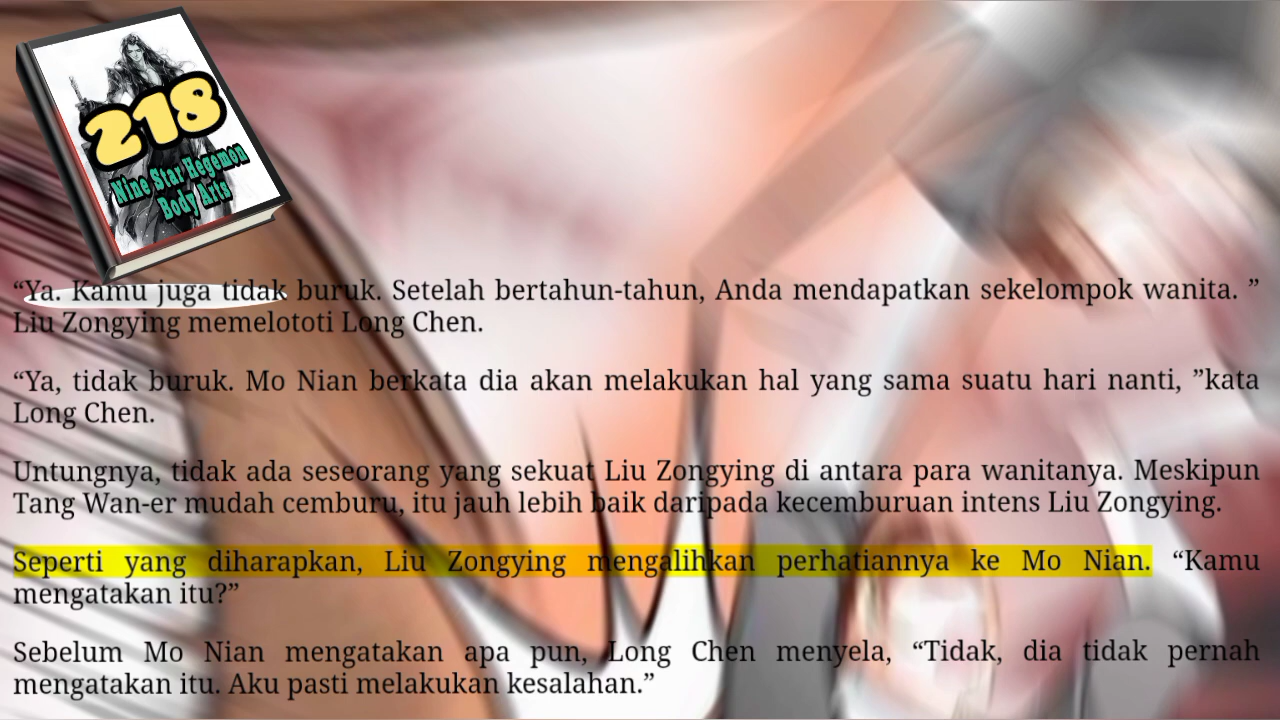 218
Nine Star Hegemon
Body Arts
“Ya. Kamu juga tidak buruk. Setelah bertahun-tahun, Anda mendapatkan sekelompok wanita. ”
Liu Zongying memelototi Long Chen.
“Ya, tidak buruk. Mo Nian berkata dia akan melakukan hal yang sama suatu hari nanti, ”kata
Long Chen.
Untungnya, tidak ada seseorang yang sekuat Liu Zongying di antara para wanitanya. Meskipun
Tang Wan-er mudah cemburu, itu jauh lebih baik daripada kecemburuan intens Liu Zongying.
Seperti yang diharapkan, Liu Zongying mengalihkan perhatiannya ke Mo Nian. “Kamu
mengatakan itu?”
Sebelum Mo Nian mengatakan apa pun, Long Chen menyela, “Tidak, dia tidak pernah
mengatakan itu. Aku pasti melakukan kesalahan.”